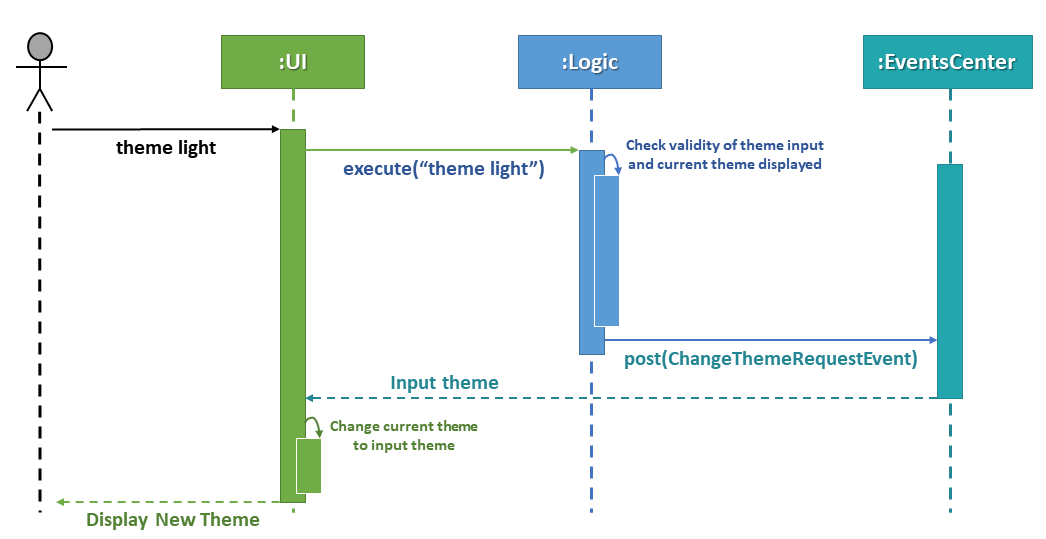 :UI
:Logic
:EventsCenter
theme light
execute(“theme light”)
Check validity of theme input
and current theme displayed
post(ChangeThemeRequestEvent)
Input theme
Change current theme
to input theme
Display New Theme